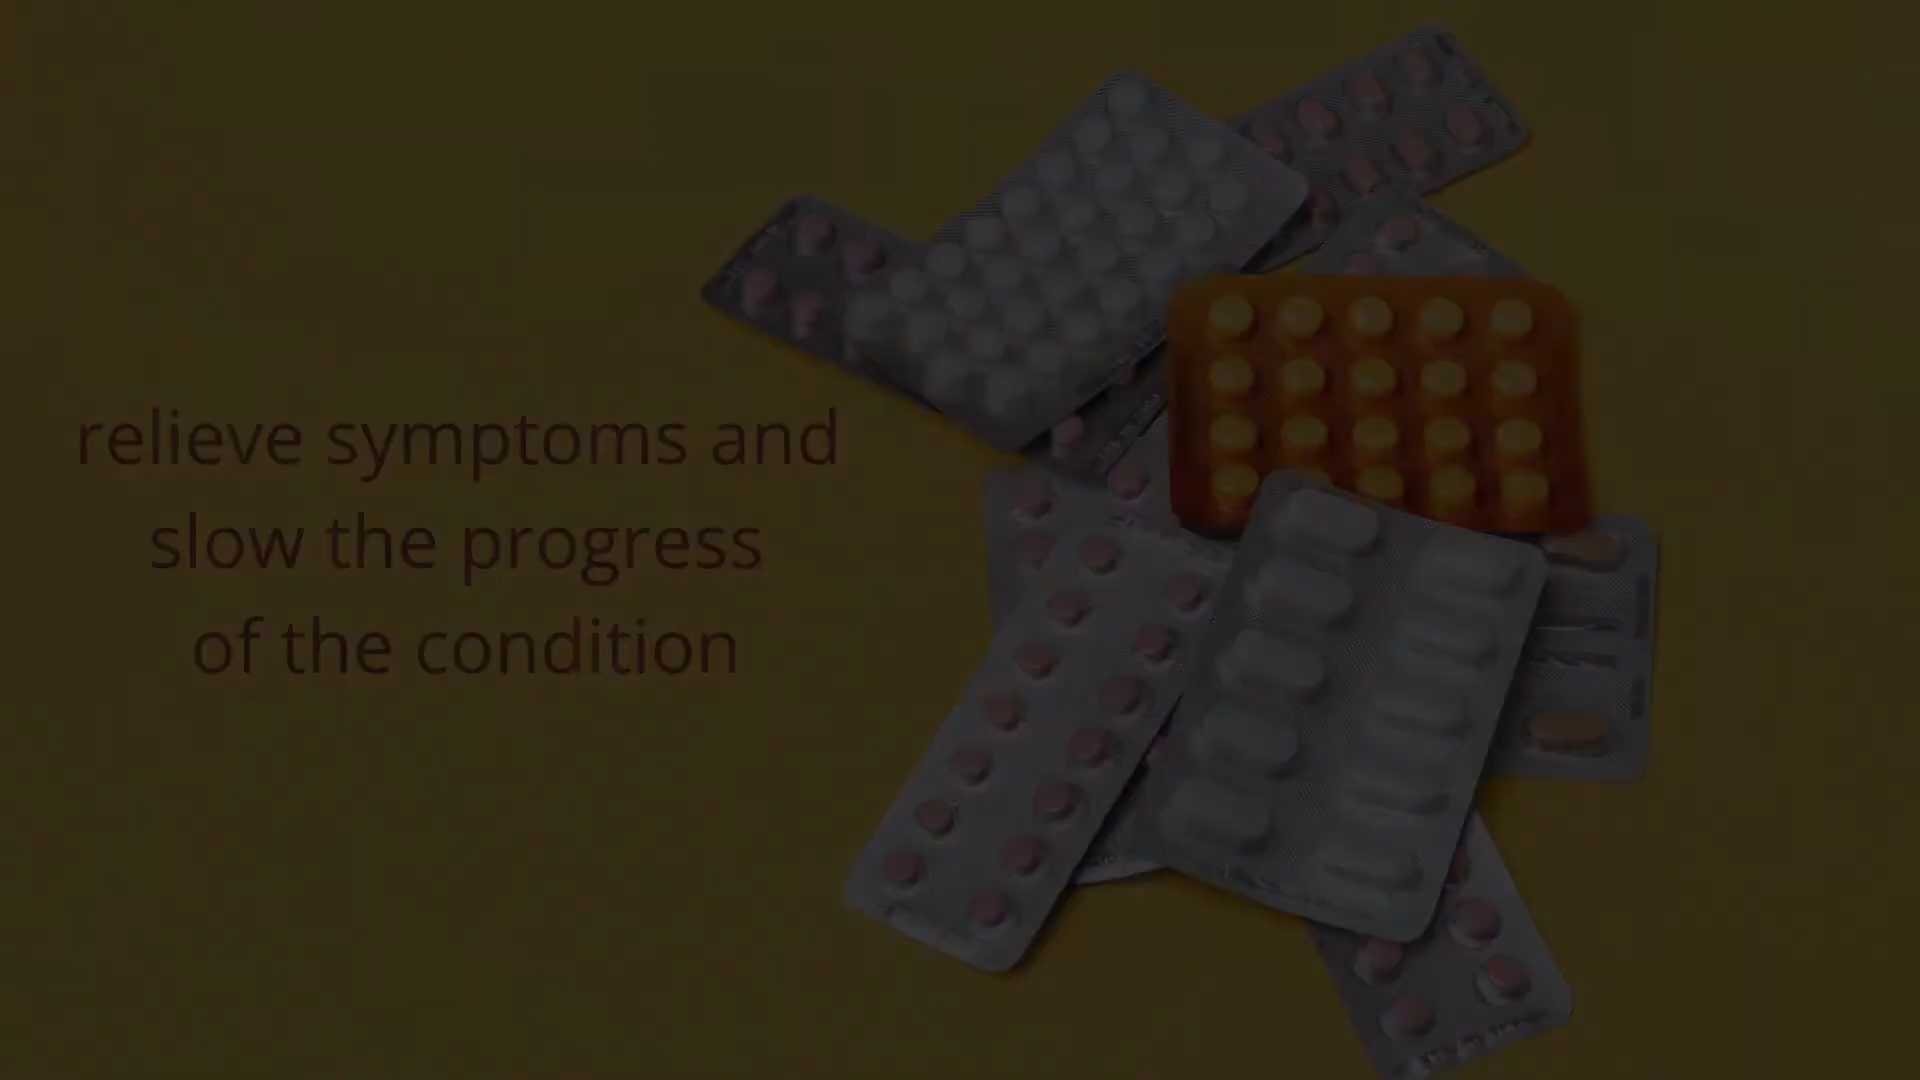 relieve symptoms and
slow the progress
of the condition